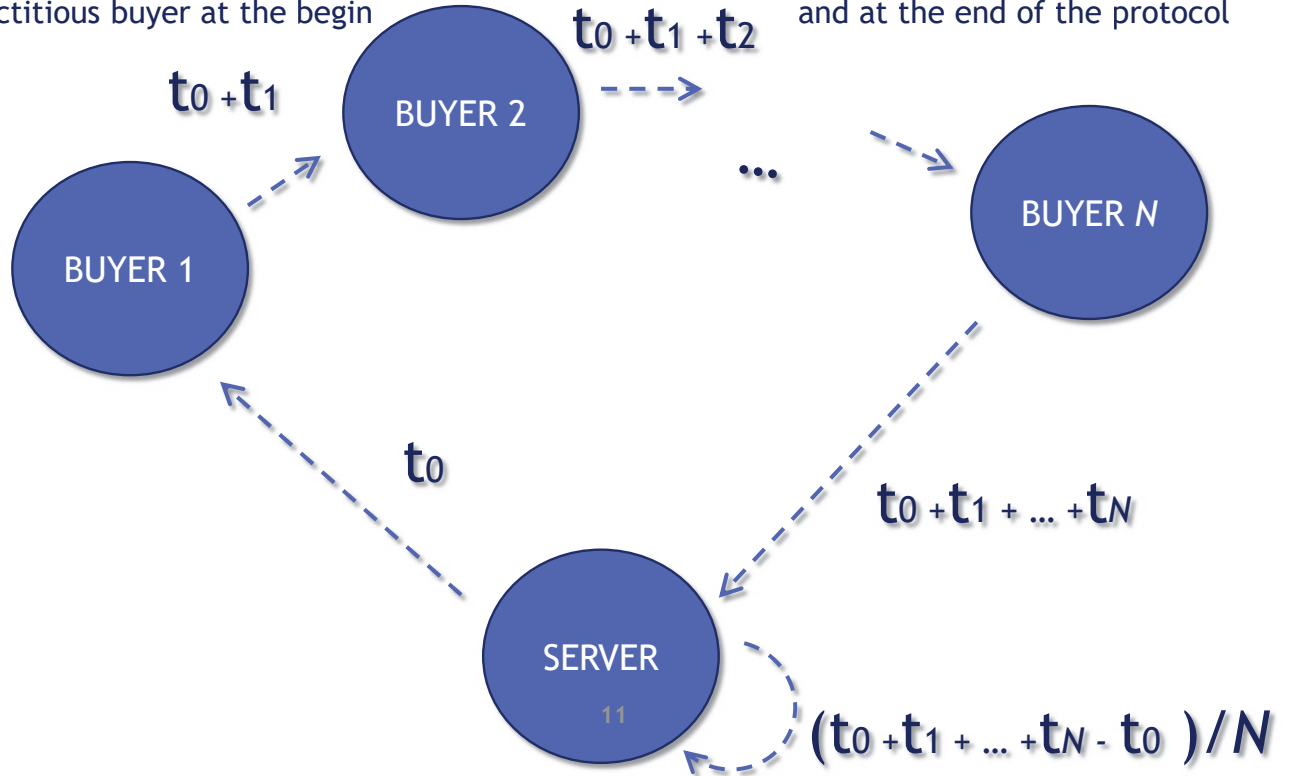 at the begin and at the end of the protocol
buyer
t0 +t1 +t2
t0 +t1
BUYER 2
...
BUYER N
BUYER 1
t0
t0 +t1 + ... +tN
SERVER
11
(t0 +t1 + ... +tN - t0 )/N